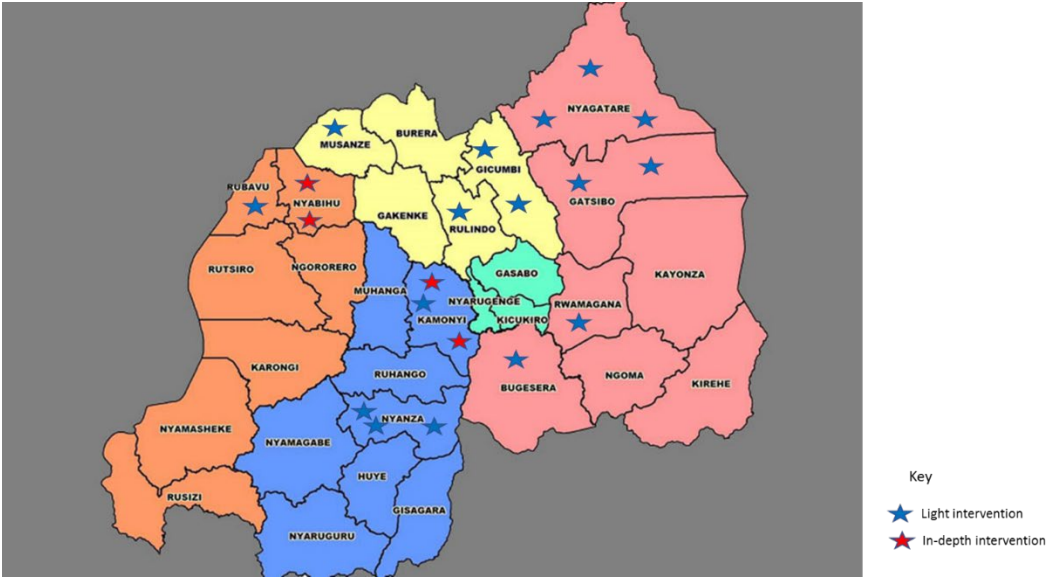 NYAGATARE
BURERA
MUSANZE
GICUMBI
RUBAVU
NYABIHU
GATSIBO
GAKENKE
RULINDO
RUTSIRO
NGORORERO
GASABO
KAYONZA
MUHANGA
NYARUGENGE
RWAMAGANA
KAMONYI
KICUKIRO
KARONGI
RUHANGO
NGOMA
KIREHE
BUGESERA
NYANZA
NYAMASHEKE
NYAMAGABE
HUYE
RUSIZI
GISAGARA
NYARUGURU
Key
Light intervention
In-depth intervention